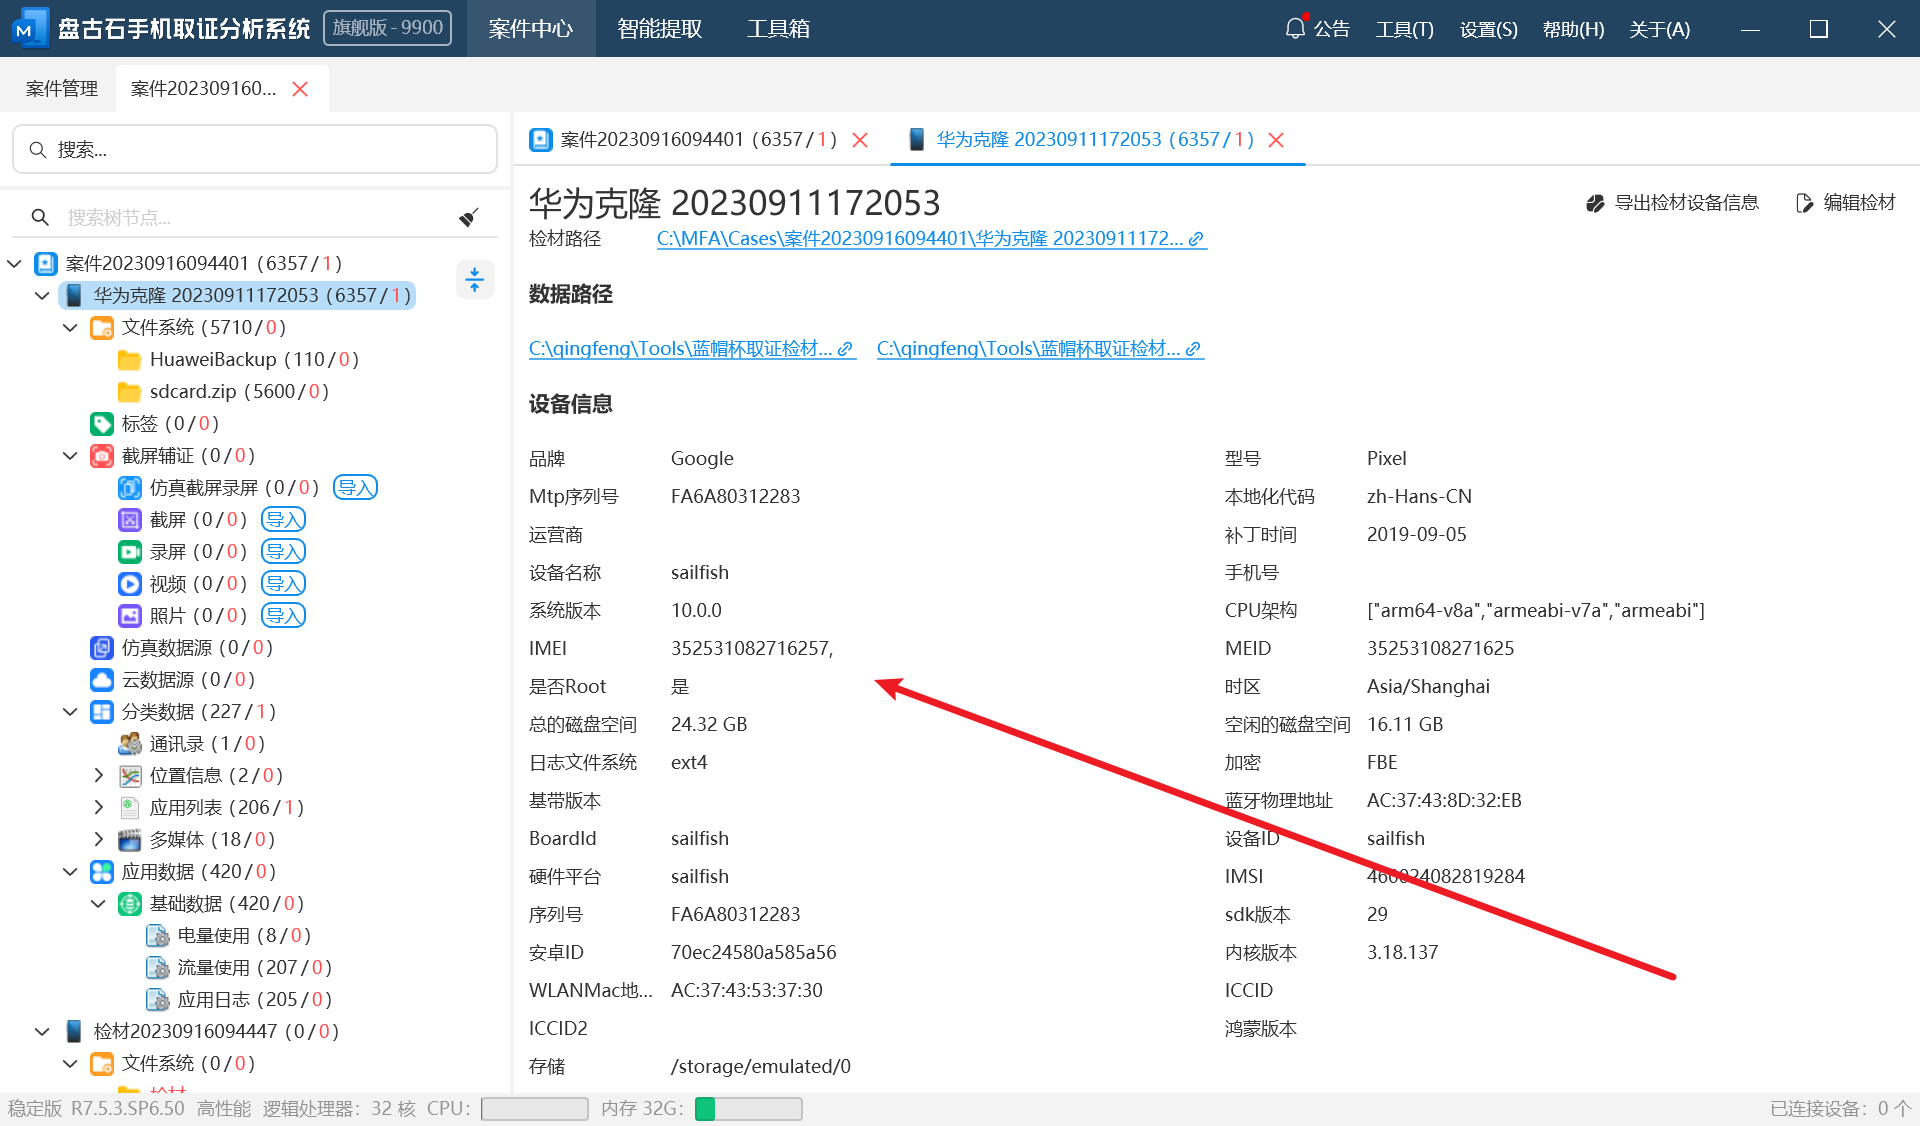 盘古石手机取证分析系统 旗舰版 - 9900 案件中心 智能提取 工具箱 公告 工具(T) 设置(S) 帮助(H) 关于(A)
案件管理 案件202309160...
搜索...
搜索树节点...
案件20230916094401 (6357/1)
华为克隆 20230911172053 (6357/1)
文件系统 (5710/0)
HuaweiBackup (110/0)
sdcard.zip (5600/0)
标签 (0/0)
截屏辅证 (0/0)
仿真截屏录屏 (0/0) 导入
截屏 (0/0) 导入
录屏 (0/0) 导入
视频 (0/0) 导入
照片 (0/0) 导入
仿真数据源 (0/0)
云数据源 (0/0)
分类数据 (227/1)
通讯录 (1/0)
位置信息 (2/0)
应用列表 (206/1)
多媒体 (18/0)
应用数据 (420/0)
基础数据 (420/0)
电量使用 (8/0)
流量使用 (207/0)
应用日志 (205/0)
检材20230916094447 (0/0)
文件系统 (0/0)
案件20230916094401 (6357/1) 华为克隆 20230911172053 (6357/1)
华为克隆 20230911172053 导出检材设备信息 编辑检材
检材路径 C:\MFA\Cases\案件20230916094401\华为克隆 20230911172...
数据路径
C:\qingfeng\Tools\蓝帽杯取证检材... C:\qingfeng\Tools\蓝帽杯取证检材...
设备信息
品牌 Google 型号 Pixel
Mtp序列号 FA6A80312283 本地化代码 zh-Hans-CN
运营商 补丁时间 2019-09-05
设备名称 sailfish 手机号
系统版本 10.0.0 CPU架构 ["arm64-v8a","armeabi-v7a","armeabi"]
IMEI 352531082716257, MEID 35253108271625
是否Root 是 时区 Asia/Shanghai
总的磁盘空间 24.32 GB 空闲的磁盘空间 16.11 GB
日志文件系统 ext4 加密 FBE
基带版本 蓝牙物理地址 AC:37:43:8D:32:EB
BoardId sailfish 设备ID sailfish
硬件平台 sailfish IMSI 460024082819284
序列号 FA6A80312283 sdk版本 29
安卓ID 70ec24580a585a56 内核版本 3.18.137
WLANMac地... AC:37:43:53:37:30 ICCID
ICCID2 鸿蒙版本
存储 /storage/emulated/0
稳定版 R7.5.3.SP6.50 高性能 逻辑处理器: 32 核 CPU: 内存 32G: 已连接设备: 0 个